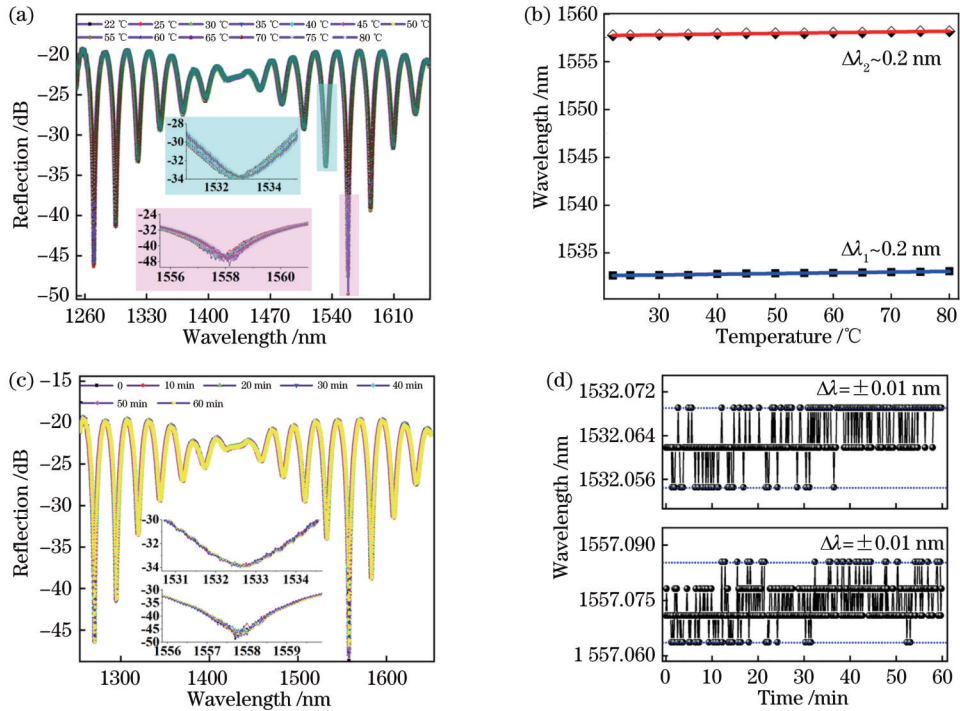 (a)
22 ℃ 25 ℃ 30 ℃ 35 ℃ 40 ℃ 45 ℃ 50 ℃
55 ℃ 60 ℃ 65 ℃ 70 ℃ 75 ℃ 80 ℃
−20
−25
−30
−35
−40
−45
−50
Reflection /dB
-28
-30
-32
-34
1532 1534
-24
-32
-40
-48
1556 1558 1560
1260 1330 1400 1470 1540 1610
Wavelength /nm
(b)
1560
1555
1547
1540
1533
Wavelength/nm
Δλ₂~0.2 nm
Δλ₁~0.2 nm
30 40 50 60 70 80
Temperature /℃
(c)
0 10 min 20 min 30 min 40 min
50 min 60 min
−15
−20
−25
−30
−35
−40
−45
Reflection/dB
-30
-32
-34
1531 1532 1533 1534
-30
-35
-40
-45
-50
1556 1557 1558 1559
1300 1400 1500 1600
Wavelength /nm
(d)
1532.072
1532.064
1532.056
Δλ=±0.01 nm
Wavelength/nm
1557.090
1557.075
1 557.060
Δλ=±0.01 nm
0 10 20 30 40 50 60
Time /min